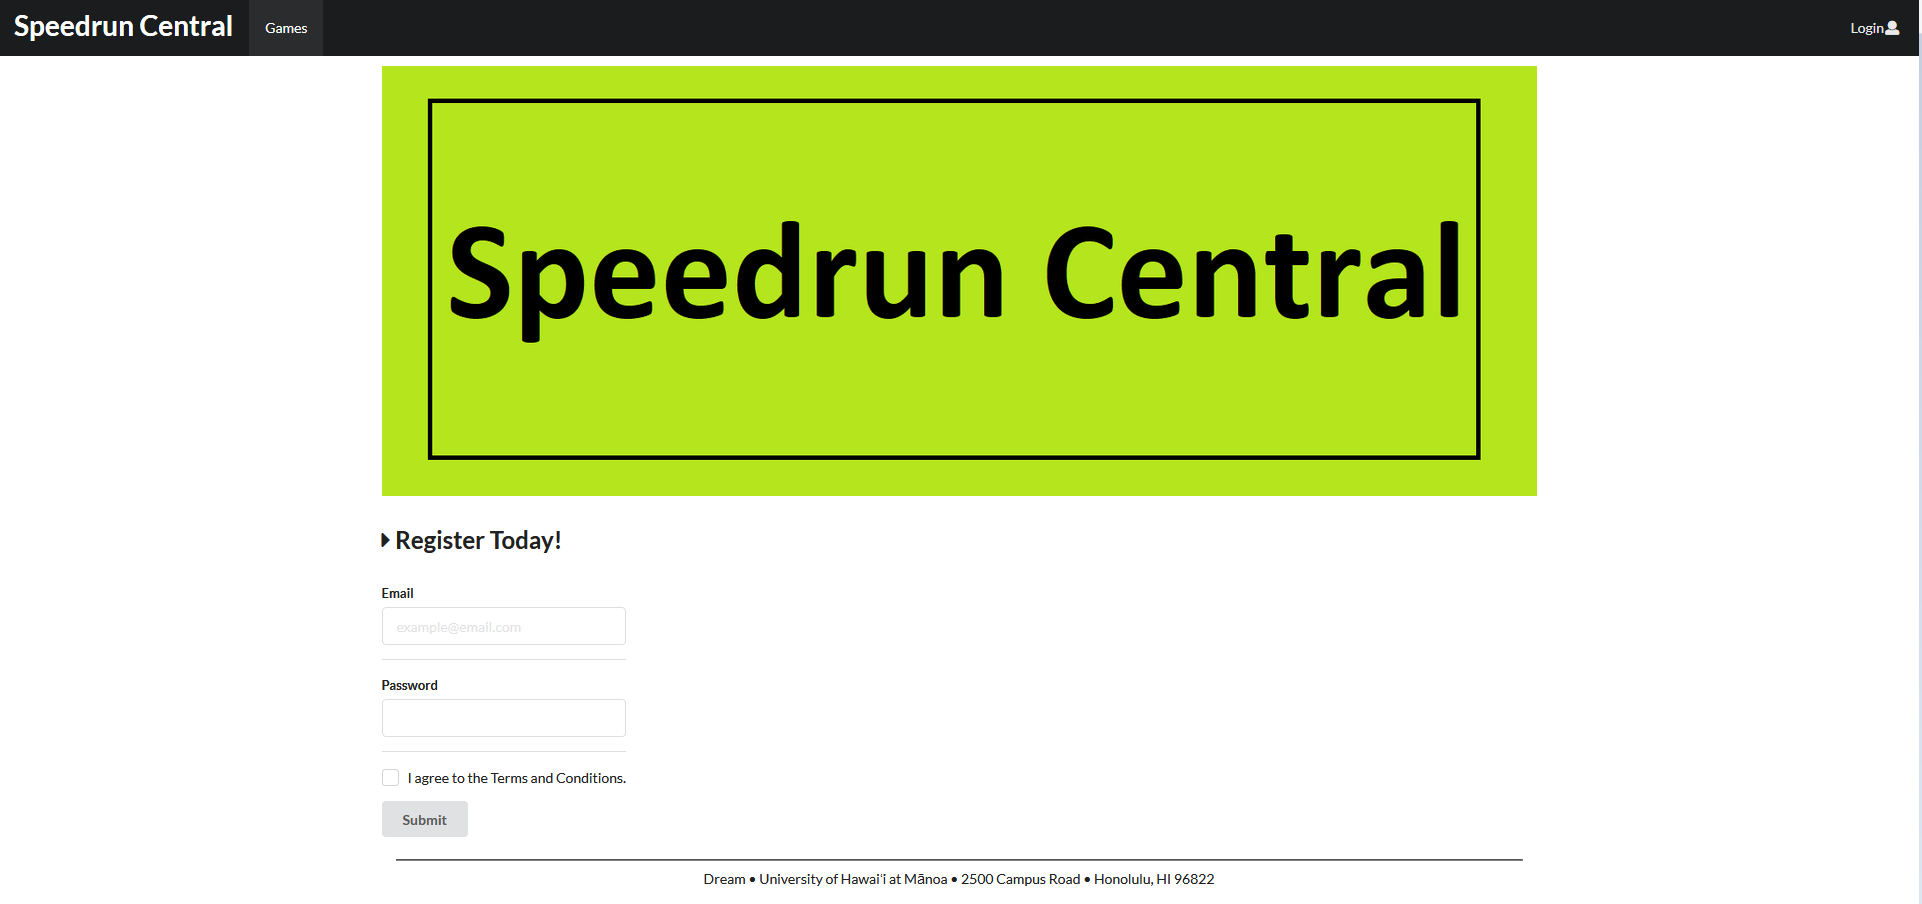 Speedrun Central
Games
Login
Speedrun Central
Register Today!
Email
example@email.com
Password
I agree to the Terms and Conditions.
Submit
Dream • University of Hawai'i at Mānoa • 2500 Campus Road • Honolulu, HI 96822